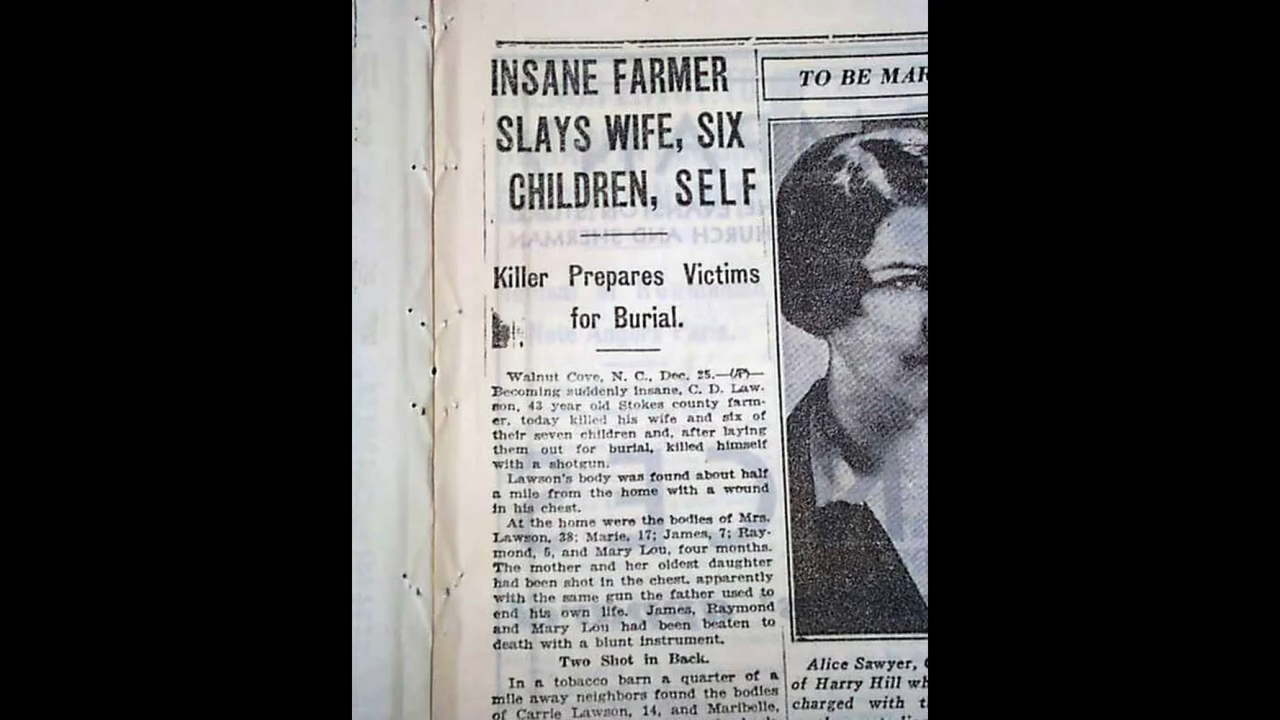 INSANE FARMER
SLAYS WIFE, SIX
CHILDREN, SELF
Killer Prepares Victims
for Burial.
Walnut Cove, N. C., Dec. 25.—(AP)—
Becoming suddenly insane, C. D. Law-
son, 43 year old Stokes county farm-
er, today killed his wife and six of
their seven children and, after laying
them out for burial, killed himself
with a shotgun.
Lawson's body was found about half
a mile from the home with a wound
in his chest.
At the home were the bodies of Mrs.
Lawson, 38; Marie, 17; James, 7; Ray-
mond, 5, and Mary Lou, four months.
The mother and her oldest daughter
had been shot in the chest, apparently
with the same gun the father used to
end his own life. James, Raymond
and Mary Lou had been beaten to
death with a blunt instrument.
Two Shot in Back.
In a tobacco barn a quarter of a
mile away neighbors found the bodies
of Carrie Lawson, 14, and Maribelle,
TO BE MAR
Alice Sawyer,
of Harry Hill wh
charged with t